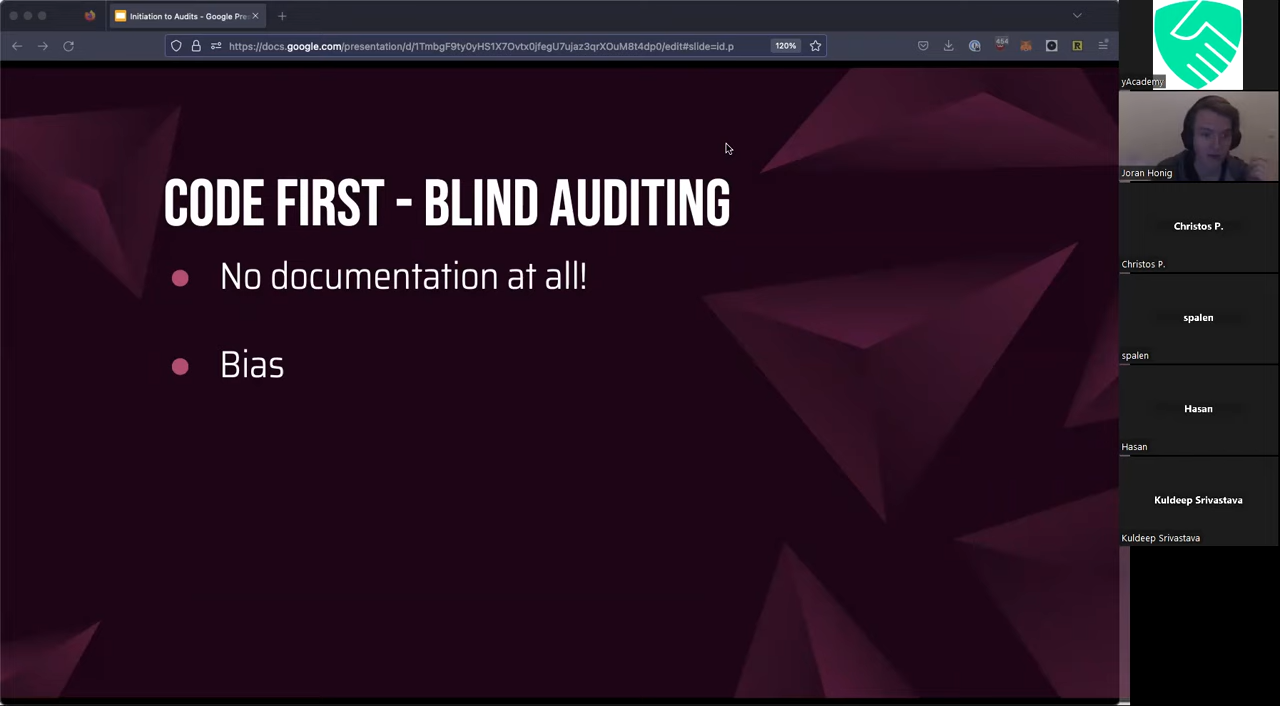 Initiation to Audits - Google Pre
https://docs.google.com/presentation/d/1TmbgF9ty0yHS1X7Ovtx0jfegU7ujaz3qrXOuM8t4dp0/edit#slide=id.p
120%
454
CODE FIRST - BLIND AUDITING
No documentation at all!
Bias
yAcademy
Joran Honig
Christos P.
Christos P.
spalen
spalen
Hasan
Hasan
Kuldeep Srivastava
Kuldeep Srivastava